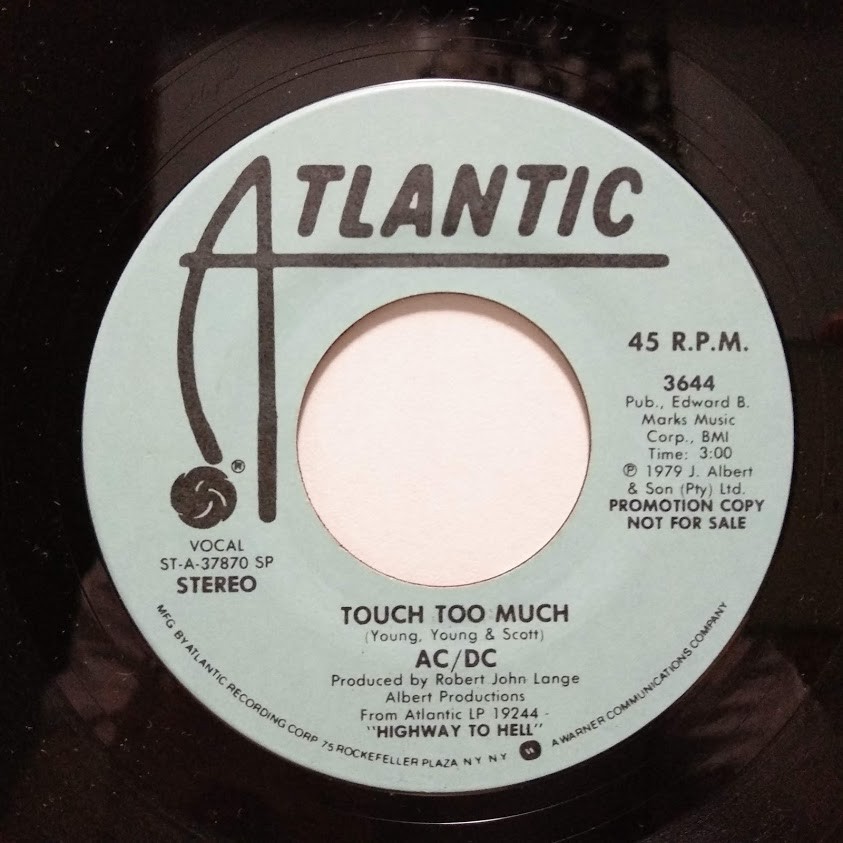 ATLANTIC
®
45 R.P.M.
3644
Pub., Edward B.
Marks Music
Corp., BMI
Time: 3:00
℗ 1979 J. Albert
& Son (Pty) Ltd.
PROMOTION COPY
NOT FOR SALE
VOCAL
ST-A-37870 SP
STEREO
TOUCH TOO MUCH
(Young, Young & Scott)
AC/DC
Produced by Robert John Lange
Albert Productions
From Atlantic LP 19244 -
"HIGHWAY TO HELL"
MFG BY ATLANTIC RECORDING CORP 75 ROCKEFELLER PLAZA N Y N Y A WARNER COMMUNICATIONS COMPANY